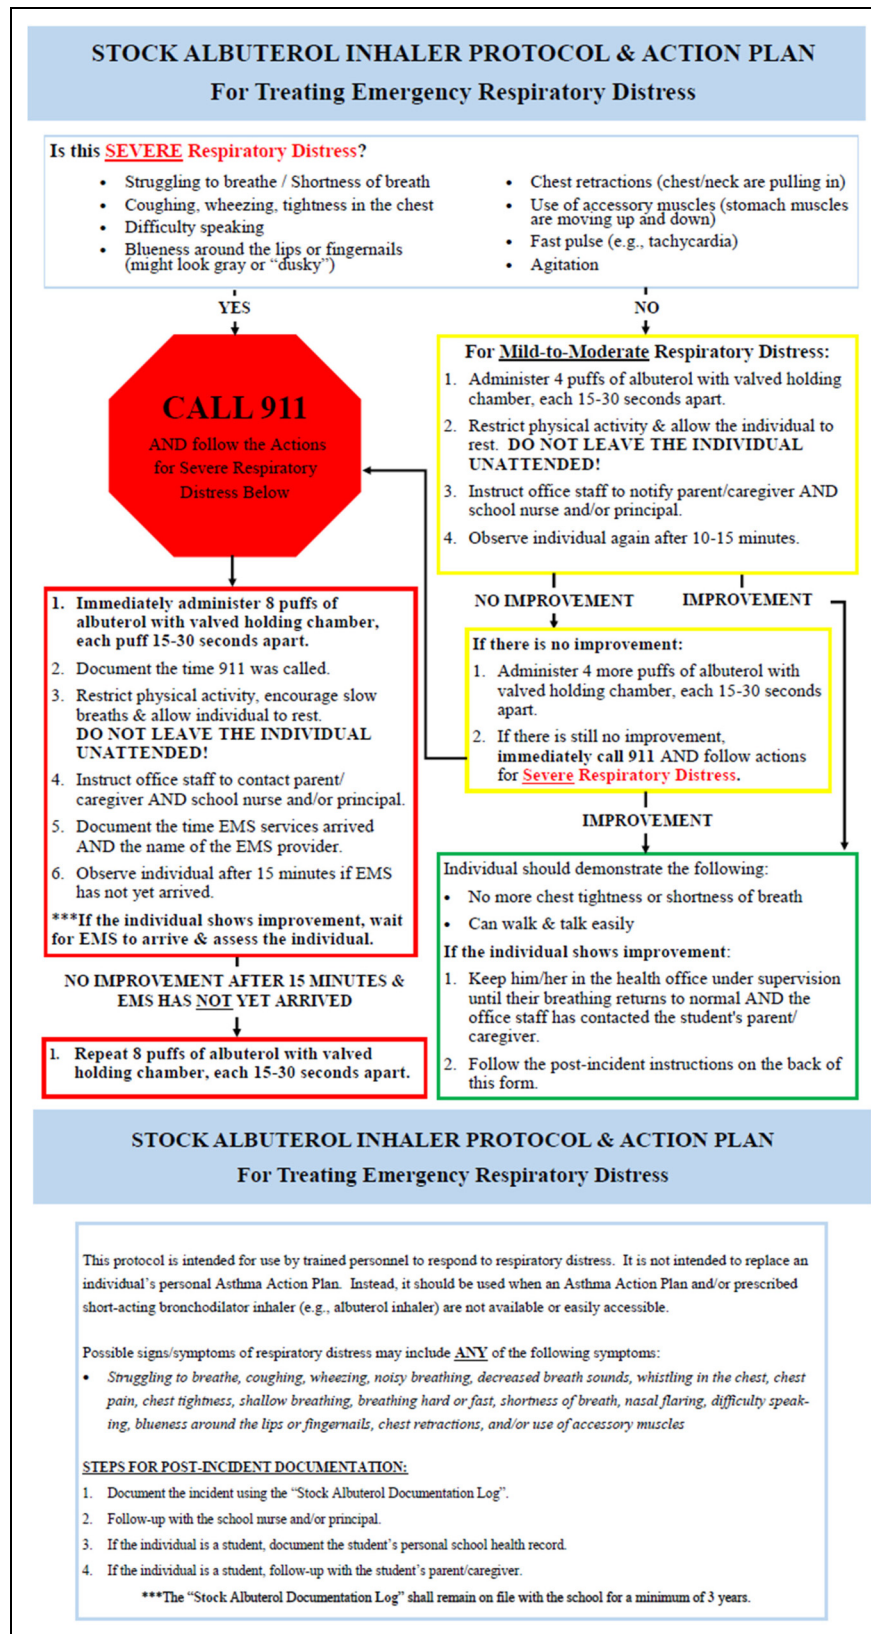 STOCK ALBUTEROL INHALER PROTOCOL & ACTION PLAN
For Treating Emergency Respiratory Distress
Is this SEVERE Respiratory Distress?
• Struggling to breathe / Shortness of breath
• Coughing, wheezing, tightness in the chest
• Difficulty speaking
• Blueness around the lips or fingernails
(might look gray or “dusky”)
• Chest retractions (chest/neck are pulling in)
• Use of accessory muscles (stomach muscles
are moving up and down)
• Fast pulse (e.g., tachycardia)
• Agitation
YES
NO
CALL 911
AND follow the Actions
for Severe Respiratory
Distress Below
For Mild-to-Moderate Respiratory Distress:
1. Administer 4 puffs of albuterol with valved holding
chamber, each 15-30 seconds apart.
2. Restrict physical activity & allow the individual to
rest. DO NOT LEAVE THE INDIVIDUAL
UNATTENDED!
3. Instruct office staff to notify parent/caregiver AND
school nurse and/or principal.
4. Observe individual again after 10-15 minutes.
1. Immediately administer 8 puffs of
albuterol with valved holding chamber,
each puff 15-30 seconds apart.
2. Document the time 911 was called.
3. Restrict physical activity, encourage slow
breaths & allow individual to rest.
DO NOT LEAVE THE INDIVIDUAL
UNATTENDED!
4. Instruct office staff to contact parent/
caregiver AND school nurse and/or principal.
5. Document the time EMS services arrived
AND the name of the EMS provider.
6. Observe individual after 15 minutes if EMS
has not yet arrived.
***If the individual shows improvement, wait
for EMS to arrive & assess the individual.
NO IMPROVEMENT AFTER 15 MINUTES &
EMS HAS NOT YET ARRIVED
1. Repeat 8 puffs of albuterol with valved
holding chamber, each 15-30 seconds apart.
NO IMPROVEMENT
IMPROVEMENT
If there is no improvement:
1. Administer 4 more puffs of albuterol with
valved holding chamber, each 15-30 seconds
apart.
2. If there is still no improvement,
immediately call 911 AND follow actions
for Severe Respiratory Distress.
IMPROVEMENT
Individual should demonstrate the following:
• No more chest tightness or shortness of breath
• Can walk & talk easily
If the individual shows improvement:
1. Keep him/her in the health office under supervision
until their breathing returns to normal AND the
office staff has contacted the student's parent/
caregiver.
2. Follow the post-incident instructions on the back of
this form.
STOCK ALBUTEROL INHALER PROTOCOL & ACTION PLAN
For Treating Emergency Respiratory Distress
This protocol is intended for use by trained personnel to respond to respiratory distress. It is not intended to replace an
individual’s personal Asthma Action Plan. Instead, it should be used when an Asthma Action Plan and/or prescribed
short-acting bronchodilator inhaler (e.g., albuterol inhaler) are not available or easily accessible.
Possible signs/symptoms of respiratory distress may include ANY of the following symptoms:
• Struggling to breathe, coughing, wheezing, noisy breathing, decreased breath sounds, whistling in the chest, chest
pain, chest tightness, shallow breathing, breathing hard or fast, shortness of breath, nasal flaring, difficulty speak-
ing, blueness around the lips or fingernails, chest retractions, and/or use of accessory muscles
STEPS FOR POST-INCIDENT DOCUMENTATION:
1. Document the incident using the “Stock Albuterol Documentation Log”.
2. Follow-up with the school nurse and/or principal.
3. If the individual is a student, document the student’s personal school health record.
4. If the individual is a student, follow-up with the student’s parent/caregiver.
***The “Stock Albuterol Documentation Log” shall remain on file with the school for a minimum of 3 years.